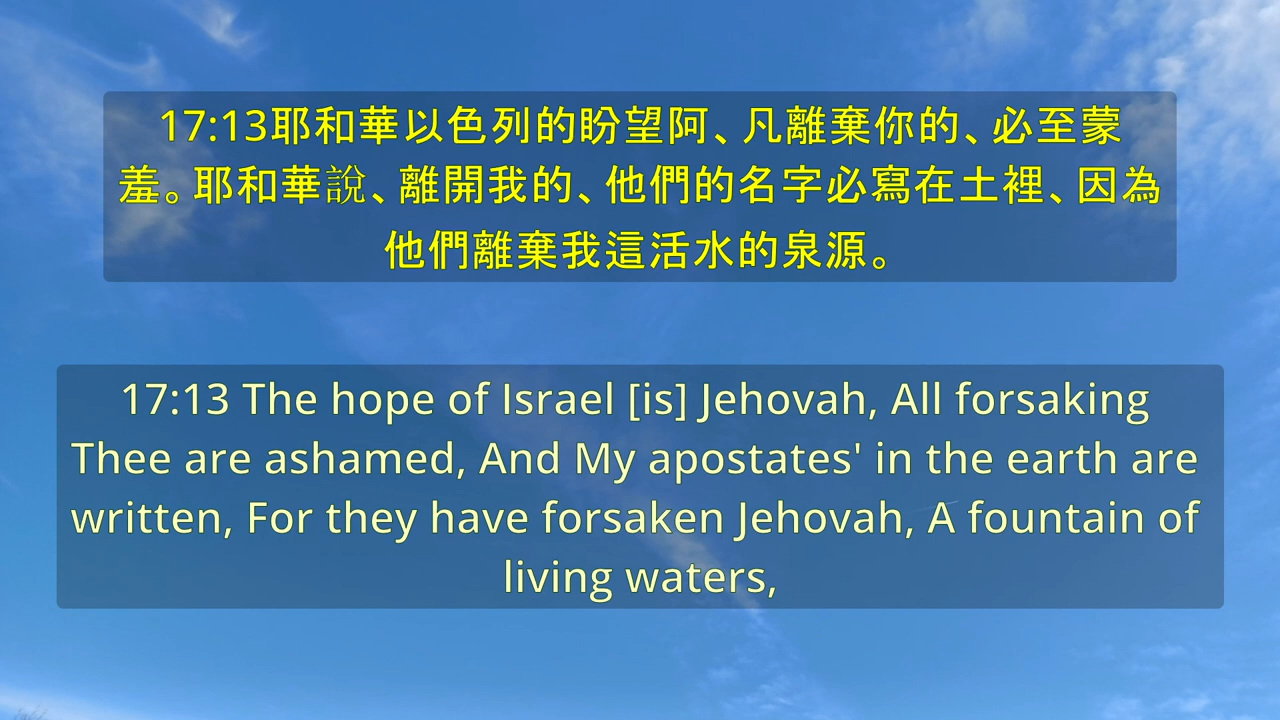 17:13耶和華以色列的盼望阿、凡離棄你的、必至蒙
羞。耶和華說、離開我的、他們的名字必寫在土裡、因為
他們離棄我這活水的泉源。
17:13 The hope of Israel [is] Jehovah, All forsaking
Thee are ashamed, And My apostates' in the earth are
written, For they have forsaken Jehovah, A fountain of
living waters,